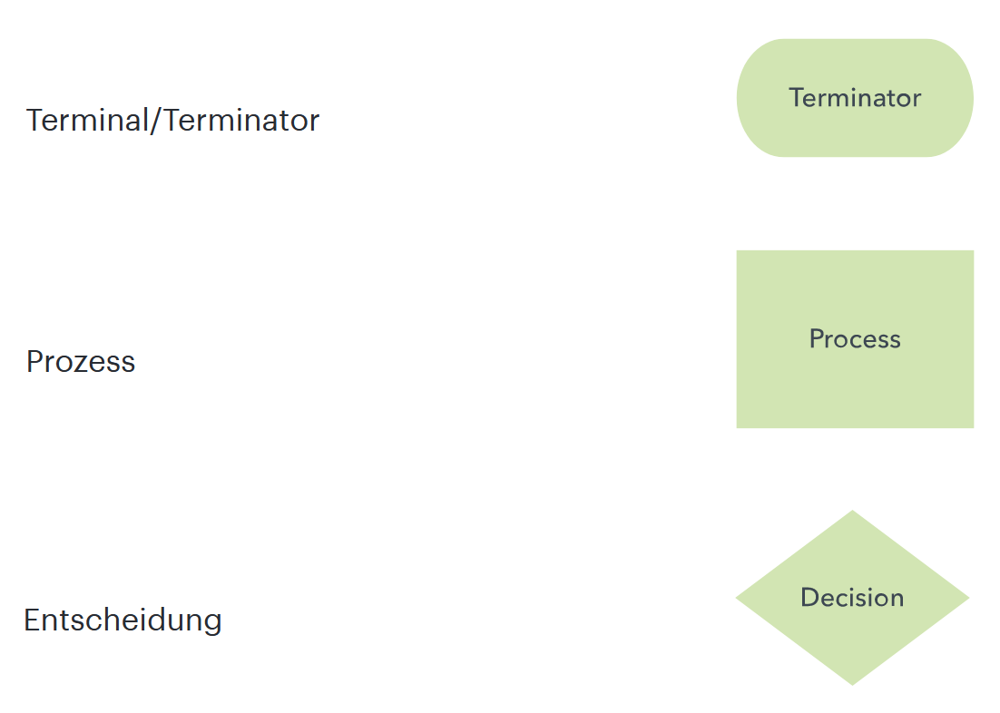 Terminal/Terminator
Terminator
Prozess
Process
Entscheidung
Decision